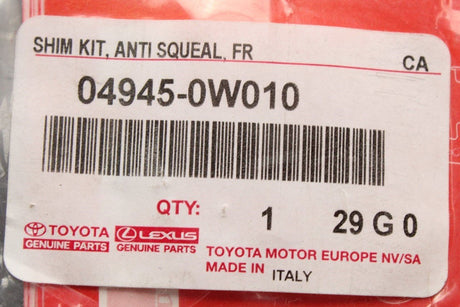 SHIM KIT, ANTI SQUEAL, FR CA
04945-0W010
QTY: 1 29 G 0
TOYOTA LEXUS
GENUINE PARTS GENUINE PARTS
TOYOTA MOTOR EUROPE NV/SA
MADE IN ITALY